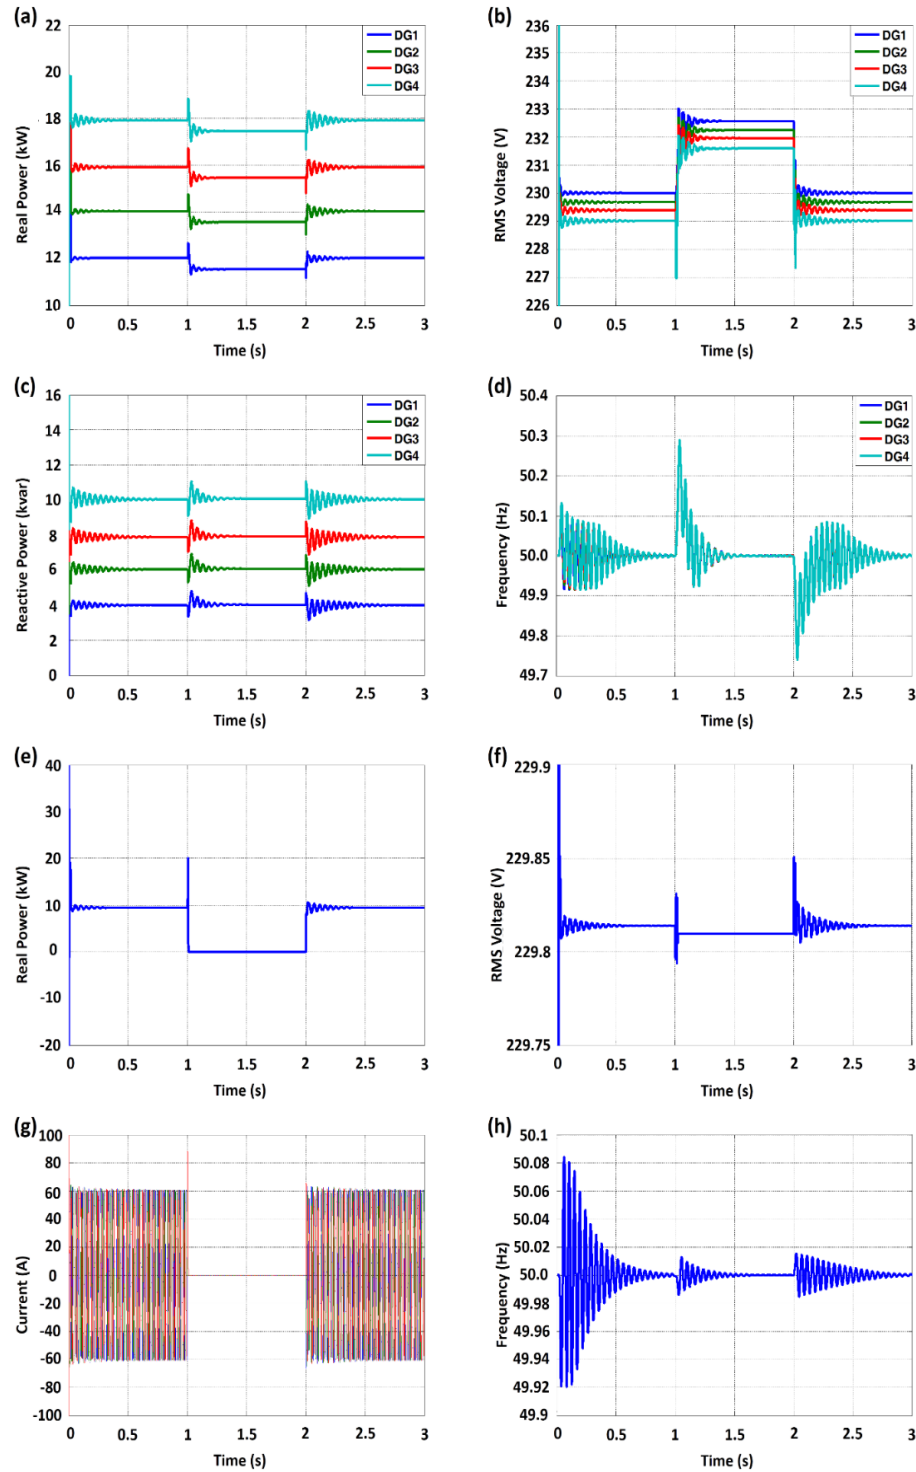 (a)
22
20
18
16
14
12
10
Real Power (kW)
DG1
DG2
DG3
DG4
0 0.5 1 1.5 2 2.5 3
Time (s)
(b)
236
235
234
233
232
231
230
229
228
227
226
RMS Voltage (V)
DG1
DG2
DG3
DG4
0 0.5 1 1.5 2 2.5 3
Time (s)
(c)
16
14
12
10
8
6
4
2
0
Reactive Power (kvar)
DG1
DG2
DG3
DG4
0 0.5 1 1.5 2 2.5 3
Time (s)
(d)
50.4
50.3
50.2
50.1
50.0
49.9
49.8
49.7
Frequency (Hz)
DG1
DG2
DG3
DG4
0 0.5 1 1.5 2 2.5 3
Time (s)
(e)
40
30
20
10
0
-10
-20
Real Power (kW)
0 0.5 1 1.5 2 2.5 3
Time (s)
(f)
229.9
229.85
229.8
229.75
RMS Voltage (V)
0 0.5 1 1.5 2 2.5 3
Time (s)
(g)
100
80
60
40
20
0
-20
-40
-60
-80
-100
Current (A)
0 0.5 1 1.5 2 2.5 3
Time (s)
(h)
50.1
50.08
50.06
50.04
50.02
50.0
49.98
49.96
49.94
49.92
49.9
Frequency (Hz)
0 0.5 1 1.5 2 2.5 3
Time (s)